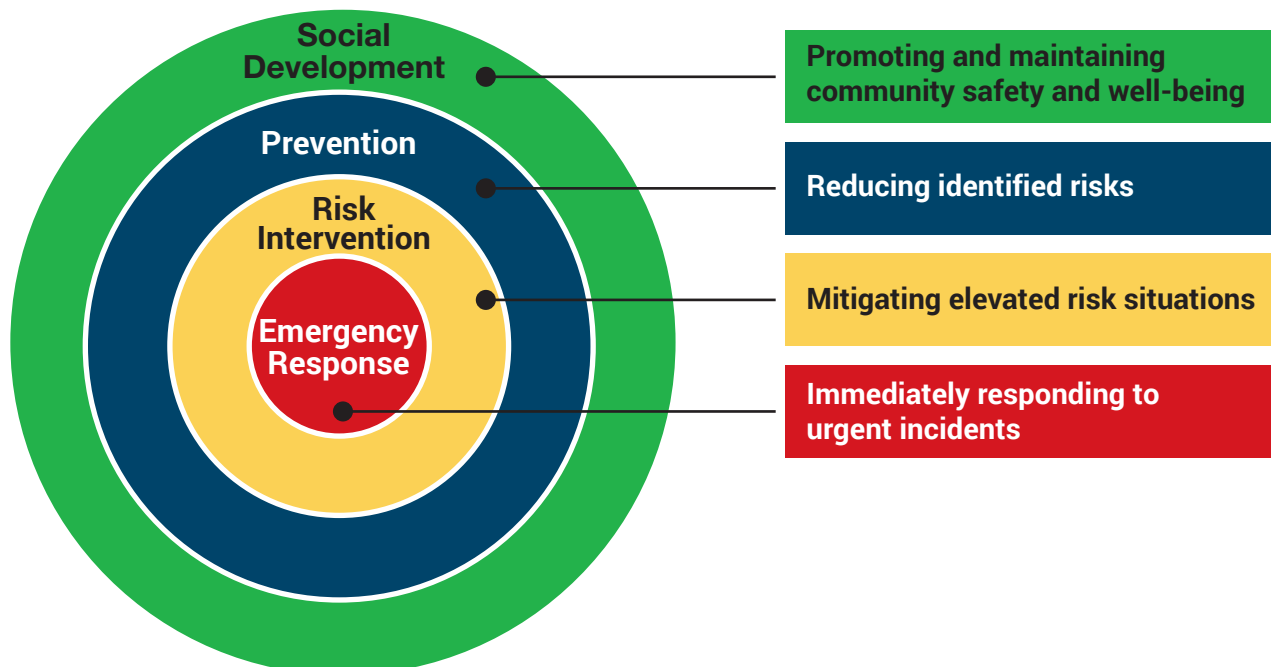 Social
Development
Prevention
Risk
Intervention
Emergency
Response
Promoting and maintaining
community safety and well-being
Reducing identified risks
Mitigating elevated risk situations
Immediately responding to
urgent incidents